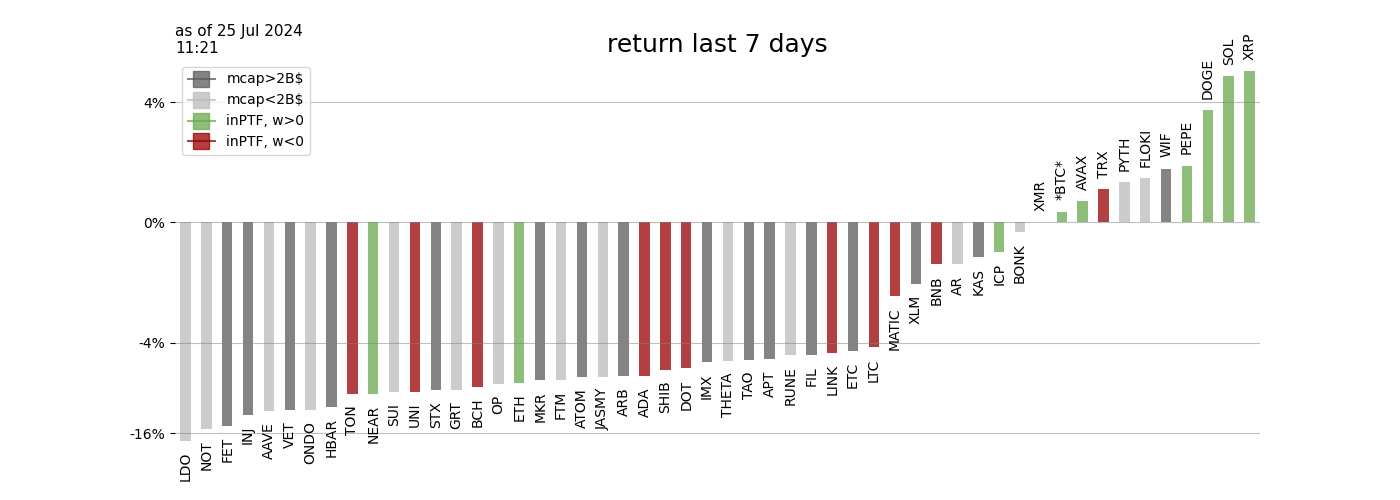 as of 25 Jul 2024
11:21
return last 7 days
mcap>2B$
mcap<2B$
inPTF, w>0
inPTF, w<0
4%
0%
-4%
-16%
LDO
NOT
FET
INJ
AAVE
VET
ONDO
HBAR
TON
NEAR
SUI
UNI
STX
GRT
BCH
OP
ETH
MKR
FTM
ATOM
JASMY
ARB
ADA
SHIB
DOT
IMX
THETA
TAO
APT
RUNE
FIL
LINK
ETC
LTC
MATIC
XLM
BNB
AR
KAS
ICP
BONK
XMR
*BTC*
AVAX
TRX
PYTH
FLOKI
WIF
PEPE
DOGE
SOL
XRP